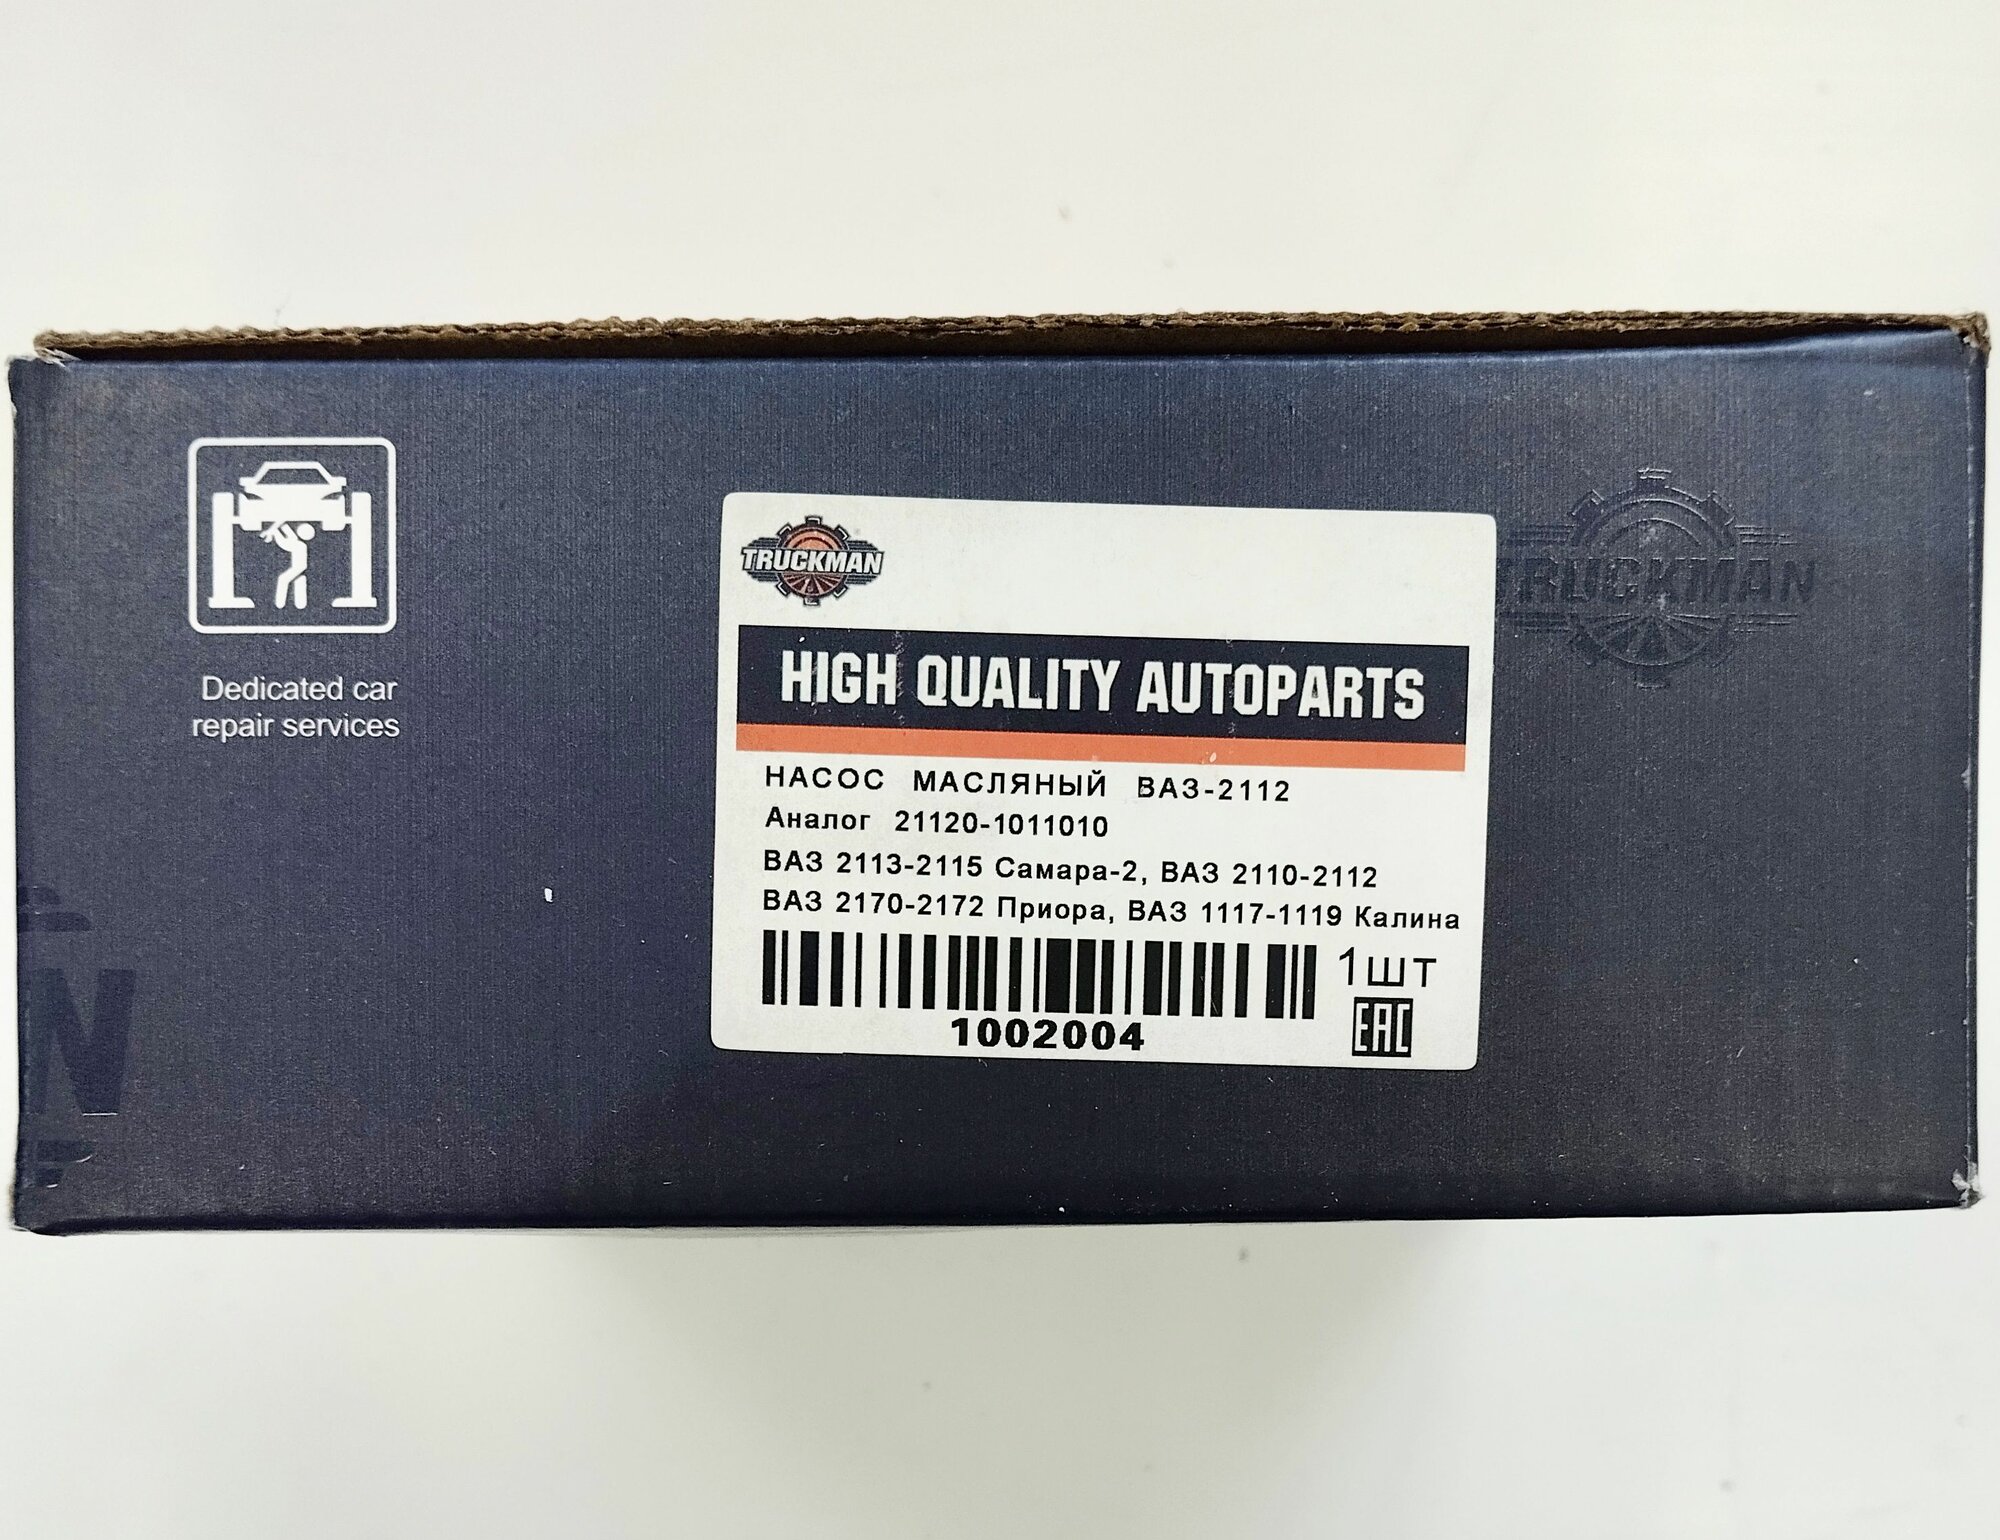 Dedicated car
repair services
TRUCKMAN
HIGH QUALITY AUTOPARTS
НАСОС МАСЛЯНЫЙ ВАЗ-2112
Аналог 21120-1011010
ВАЗ 2113-2115 Самара-2, ВАЗ 2110-2112
ВАЗ 2170-2172 Приора, ВАЗ 1117-1119 Калина
1шт
1002004
EAC
TRUCKMAN
N